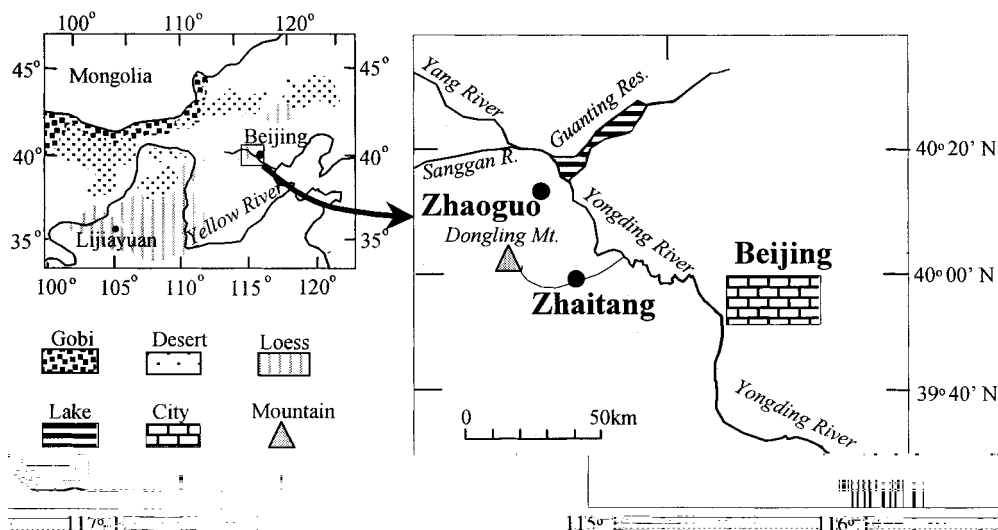 100° 110° 120°
45° 45°
Mongolia
Beijing
40° 40°
Yellow River
35° 35°
Lijiayuan
100° 105° 110° 115° 120°
Gobi Desert Loess
Lake City Mountain
Yang River
Guanting Res.
40° 20' N
Sanggan R.
Zhaoguo
Yongding River
Dongling Mt.
Beijing
40° 00' N
Zhaitang
39° 40' N
0 50km
Yongding River
117° 115° 116°